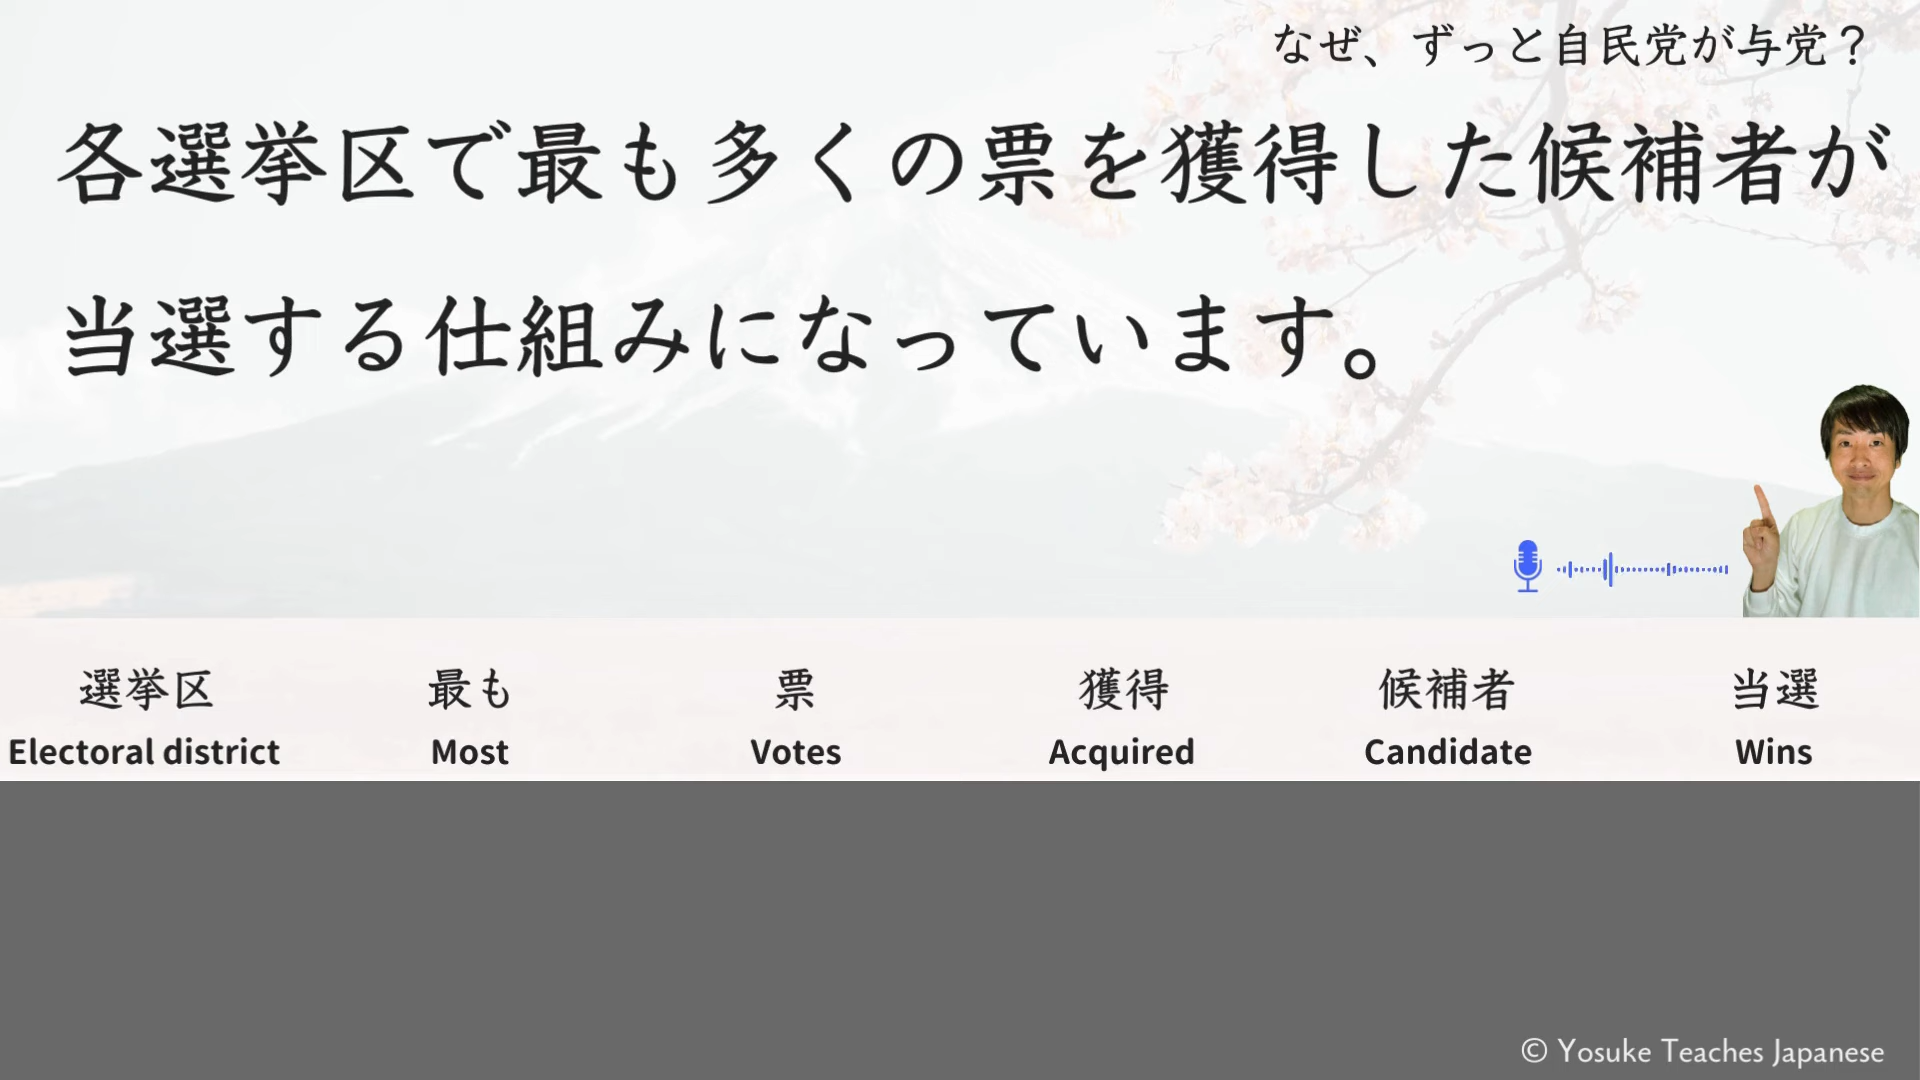 なぜ、ずっと自民党が与党？
各選挙区で最も多くの票を獲得した候補者が
当選する仕組みになっています。
選挙区 最も 票 獲得 候補者 当選
Electoral district Most Votes Acquired Candidate Wins
© Yosuke Teaches Japanese